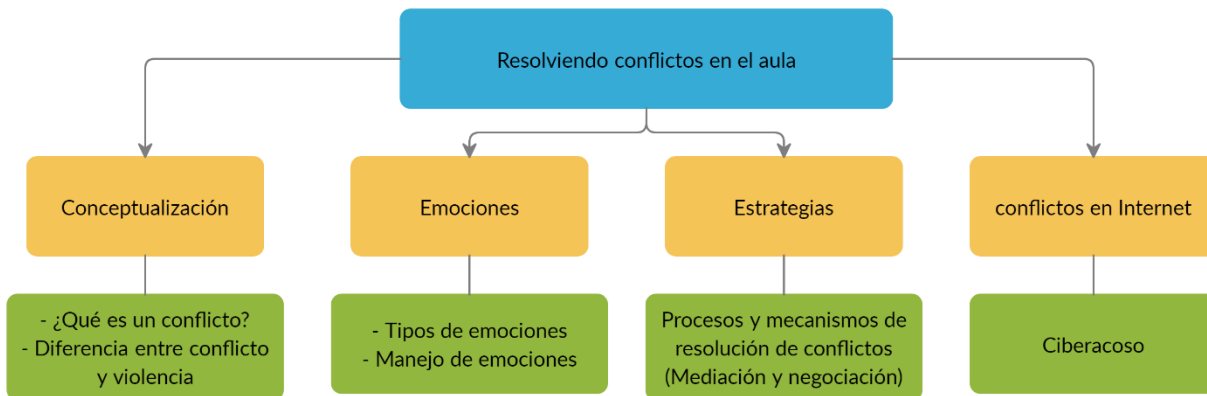 Resolviendo conflictos en el aula
Conceptualización
Emociones
Estrategias
conflictos en Internet
- ¿Qué es un conflicto?
- Diferencia entre conflicto
y violencia
- Tipos de emociones
- Manejo de emociones
Procesos y mecanismos de
resolución de conflictos
(Mediación y negociación)
Ciberacoso